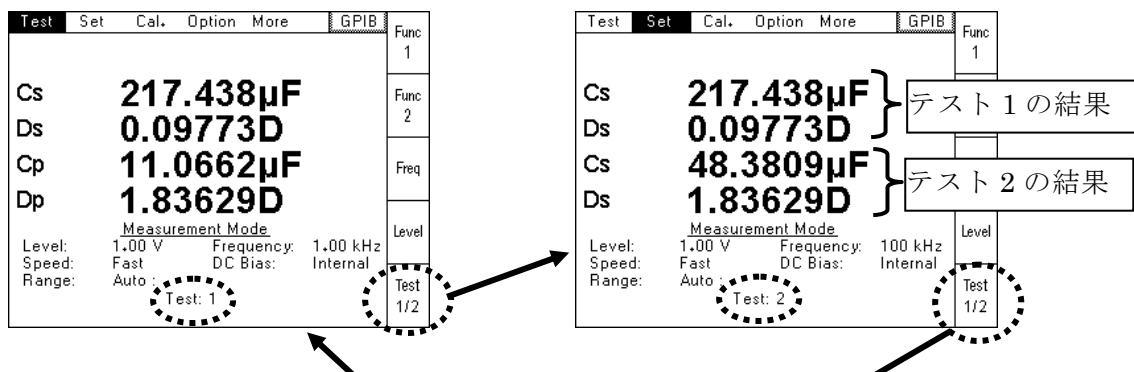 Test Set Cal. Option More GPIB
Func
1
Cs 217.438µF
Func
2
Ds 0.09773D
Cp 11.0662µF
Freq
Dp 1.83629D
Measurement Mode
Level
Level: 1.00 V Frequency: 1.00 kHz
Speed: Fast DC Bias: Internal
Range: Auto :
Test: 1
Test
1/2
Test Set Cal. Option More GPIB
Func
1
Cs 217.438µF
Ds 0.09773D
テスト1の結果
Cs 48.3809µF
Ds 1.83629D
テスト2の結果
Measurement Mode
Level
Level: 1.00 V Frequency: 100 kHz
Speed: Fast DC Bias: Internal
Range: Auto :
Test: 2
Test
1/2